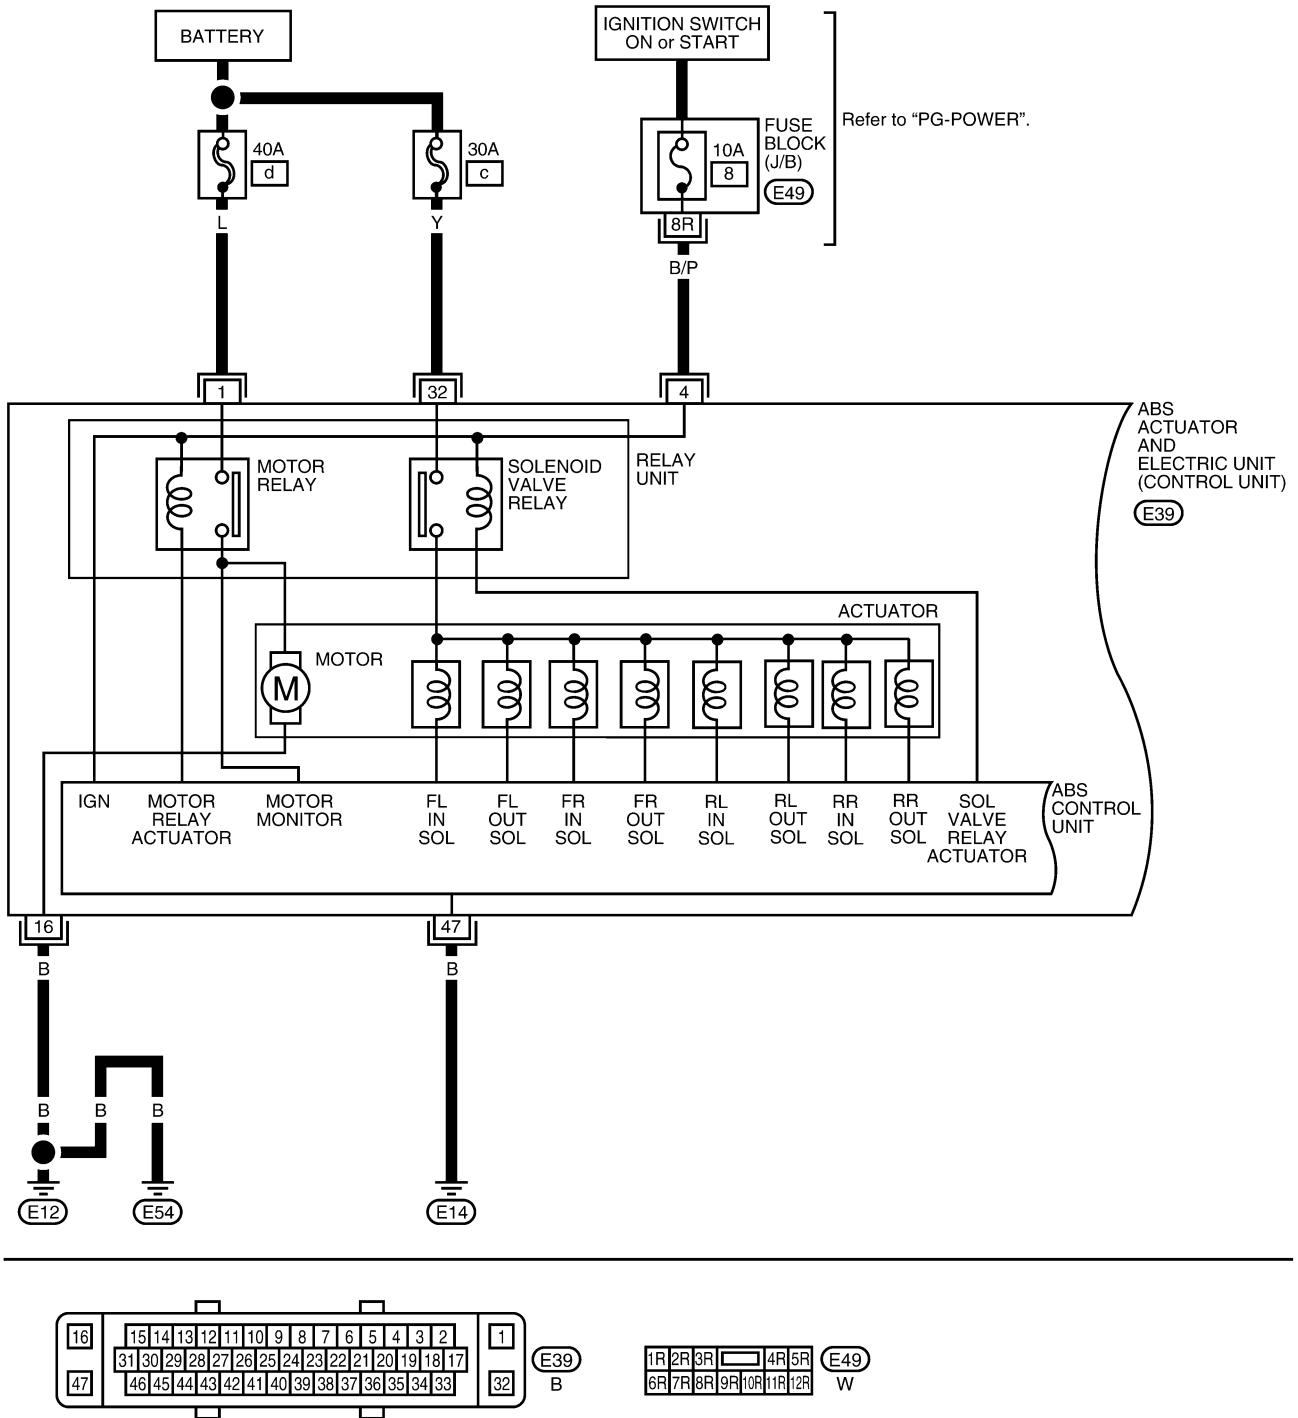 BATTERY
IGNITION SWITCH
ON or START
40A
d
30A
c
10A
8
FUSE
BLOCK
(J/B)
E49
Refer to “PG-POWER”.
8R
L
Y
B/P
1
32
4
ABS
ACTUATOR
AND
ELECTRIC UNIT
(CONTROL UNIT)
E39
MOTOR
RELAY
SOLENOID
VALVE
RELAY
RELAY
UNIT
ACTUATOR
MOTOR
M
IGN
MOTOR
RELAY
ACTUATOR
MOTOR
MONITOR
FL
IN
SOL
FL
OUT
SOL
FR
IN
SOL
FR
OUT
SOL
RL
IN
SOL
RL
OUT
SOL
RR
IN
SOL
RR
OUT
SOL
SOL
VALVE
RELAY
ACTUATOR
ABS
CONTROL
UNIT
16
47
B
B
B
B
B
E12
E54
E14
16 15 14 13 12 11 10 9 8 7 6 5 4 3 2 1
31 30 29 28 27 26 25 24 23 22 21 20 19 18 17
47 46 45 44 43 42 41 40 39 38 37 36 35 34 33 32
E39
B
1R 2R 3R 4R 5R
6R 7R 8R 9R 10R 11R 12R
E49
W